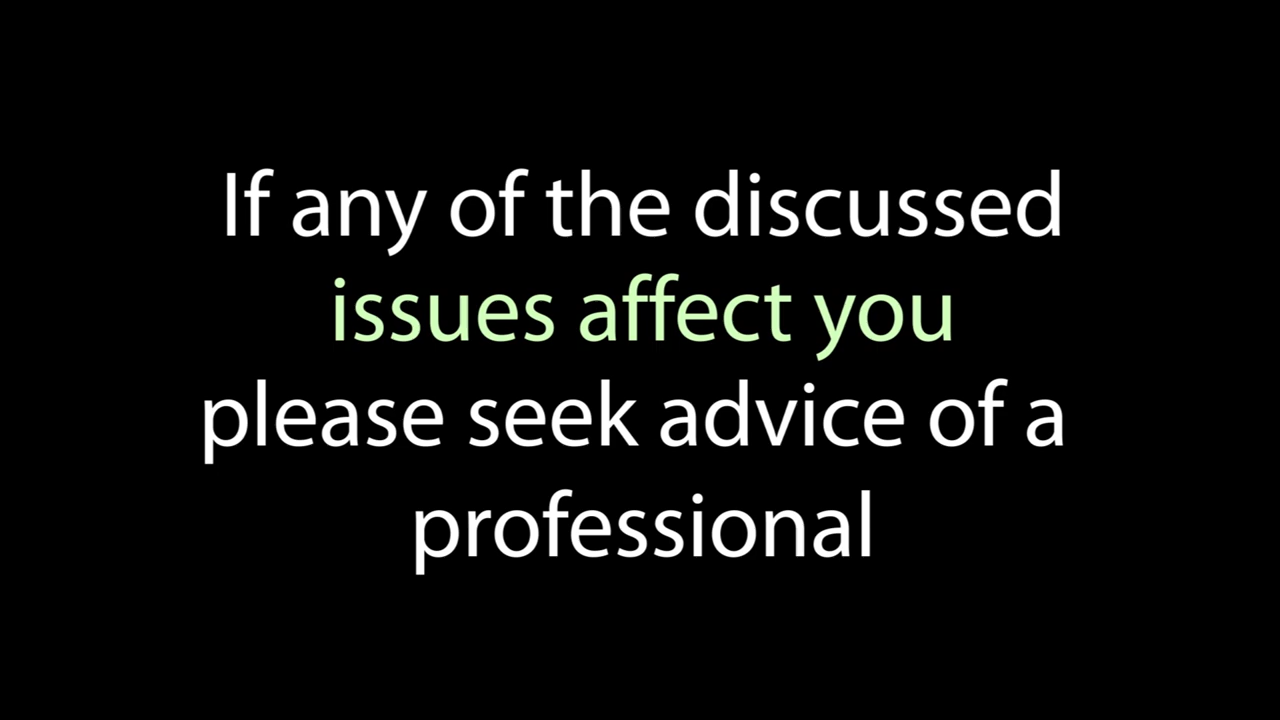 If any of the discussed
issues affect you
please seek advice of a
professional